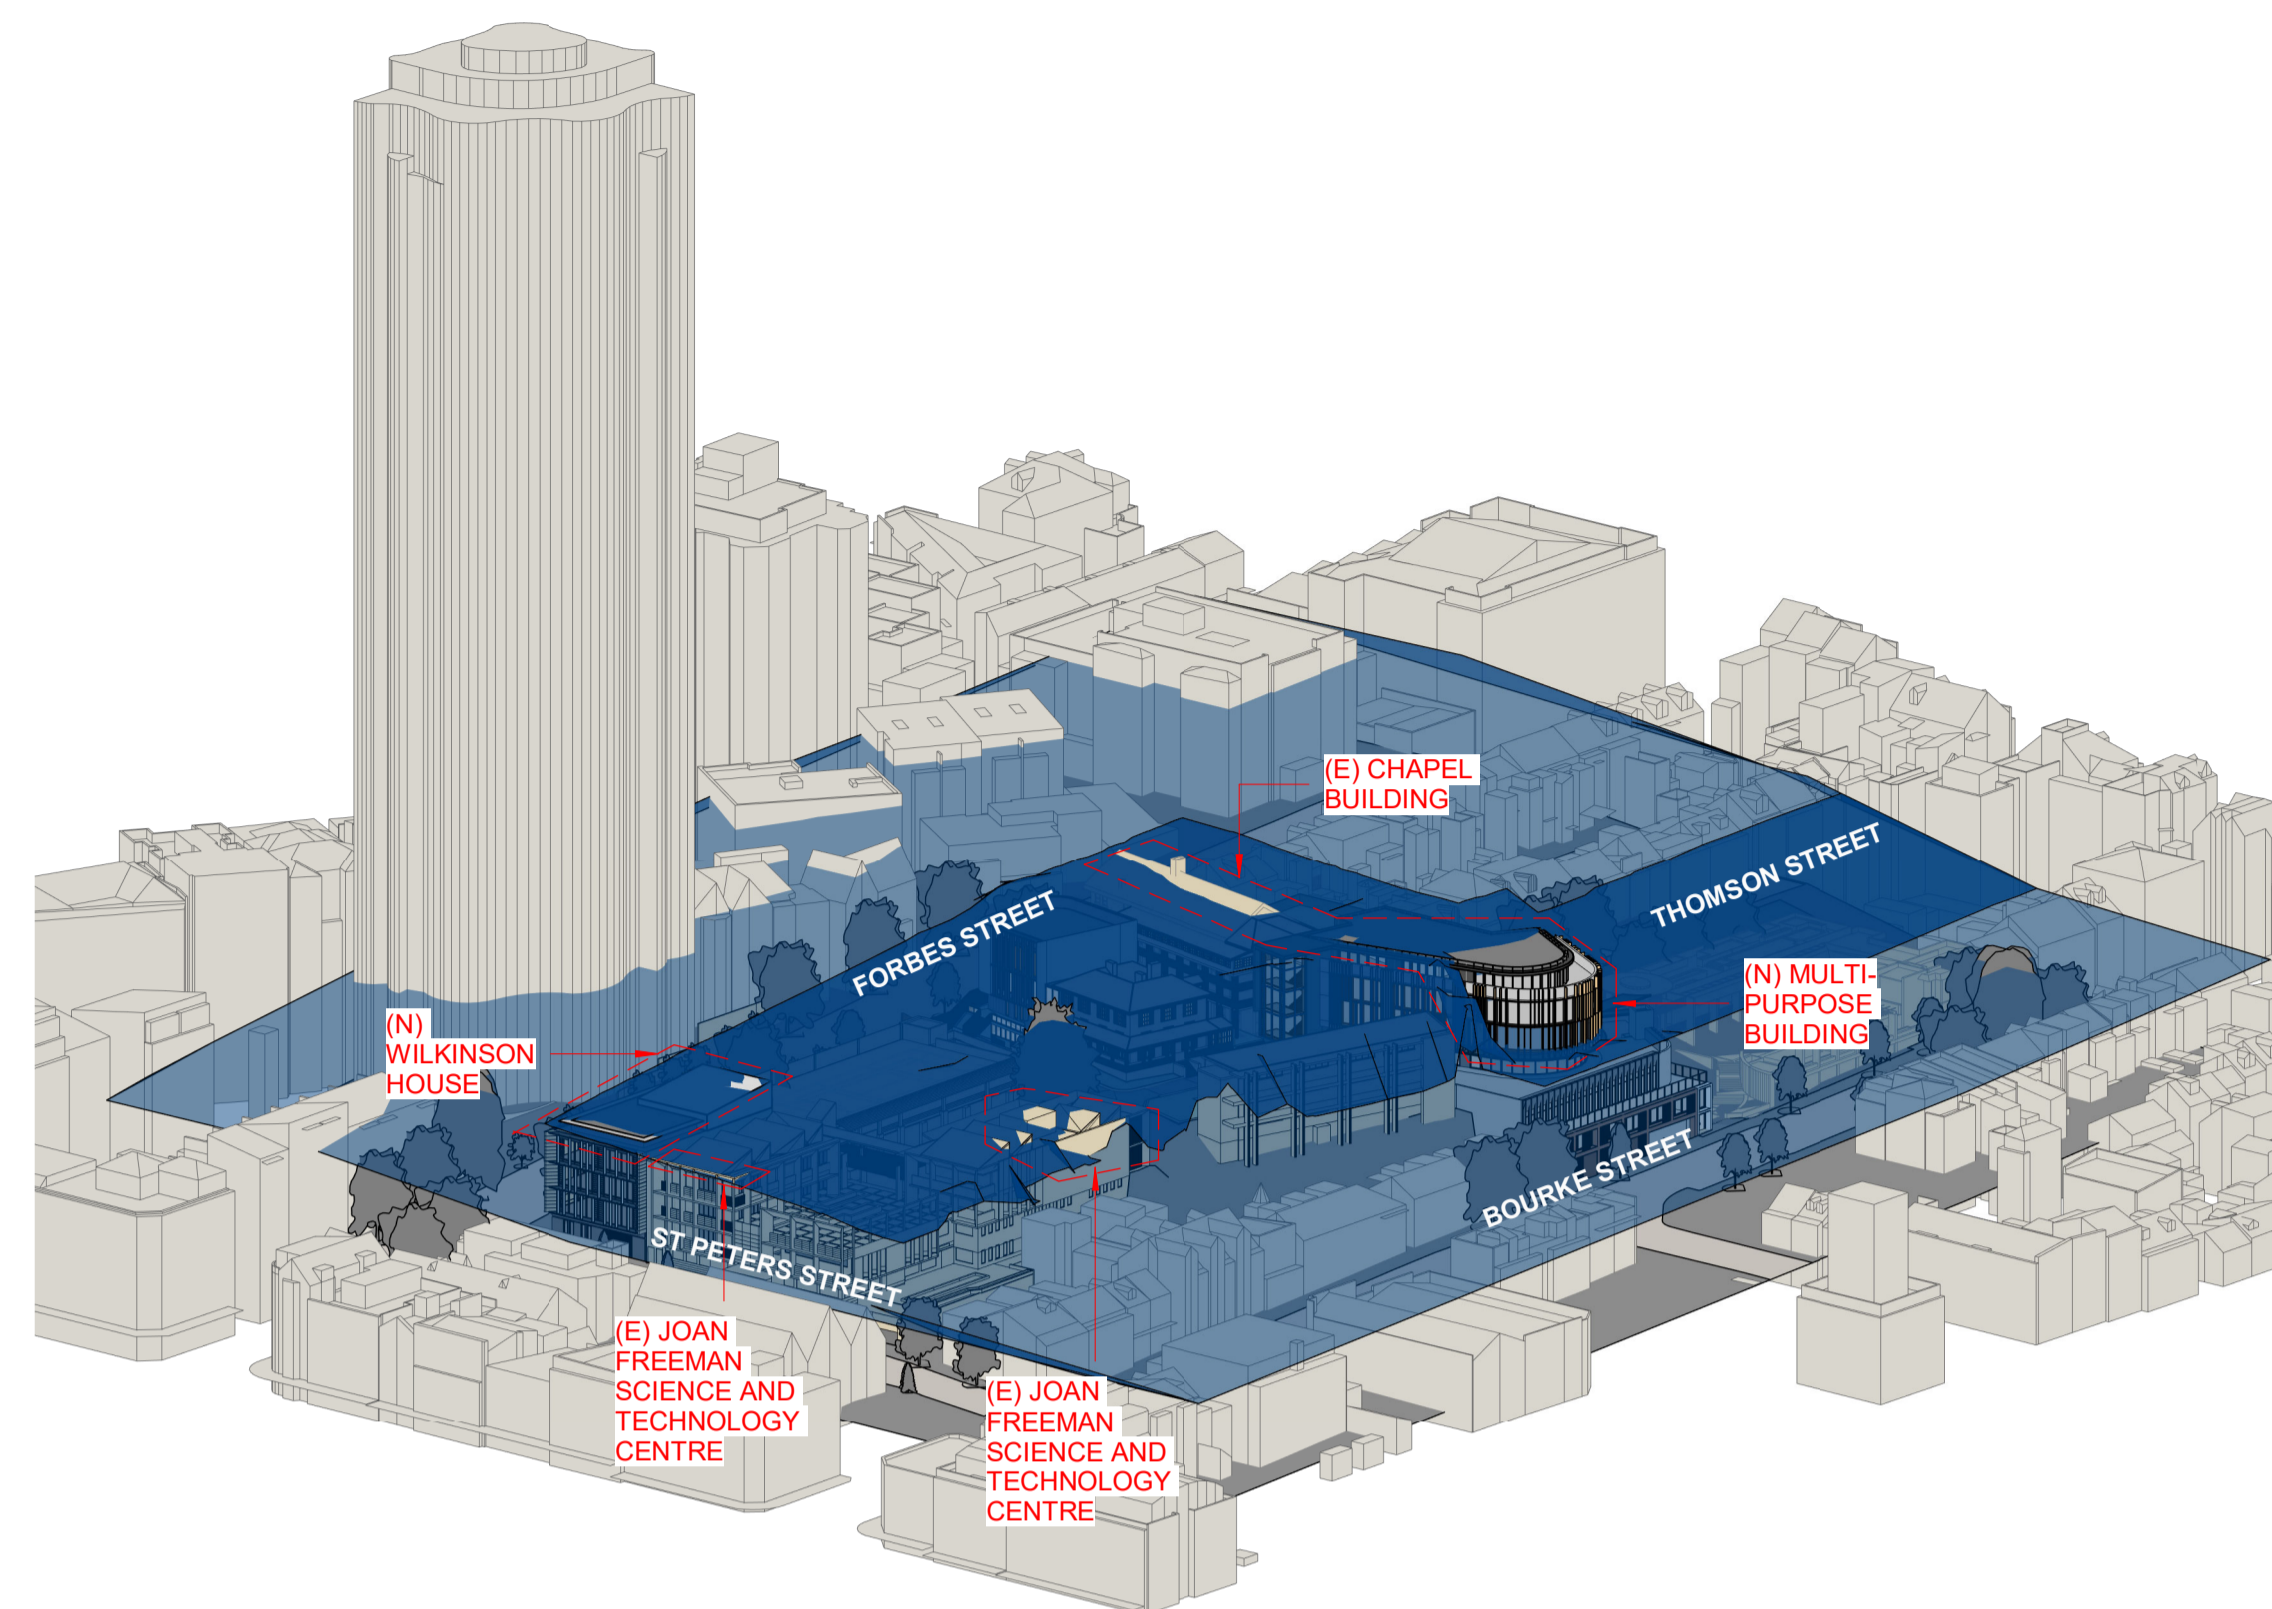 (E) CHAPEL
BUILDING
THOMSON STREET
FORBES STREET
(N) MULTI-
PURPOSE
BUILDING
(N)
WILKINSON
HOUSE
BOURKE STREET
ST PETERS STREET
(E) JOAN
FREEMAN
SCIENCE AND
TECHNOLOGY
CENTRE
(E) JOAN
FREEMAN
SCIENCE AND
TECHNOLOGY
CENTRE